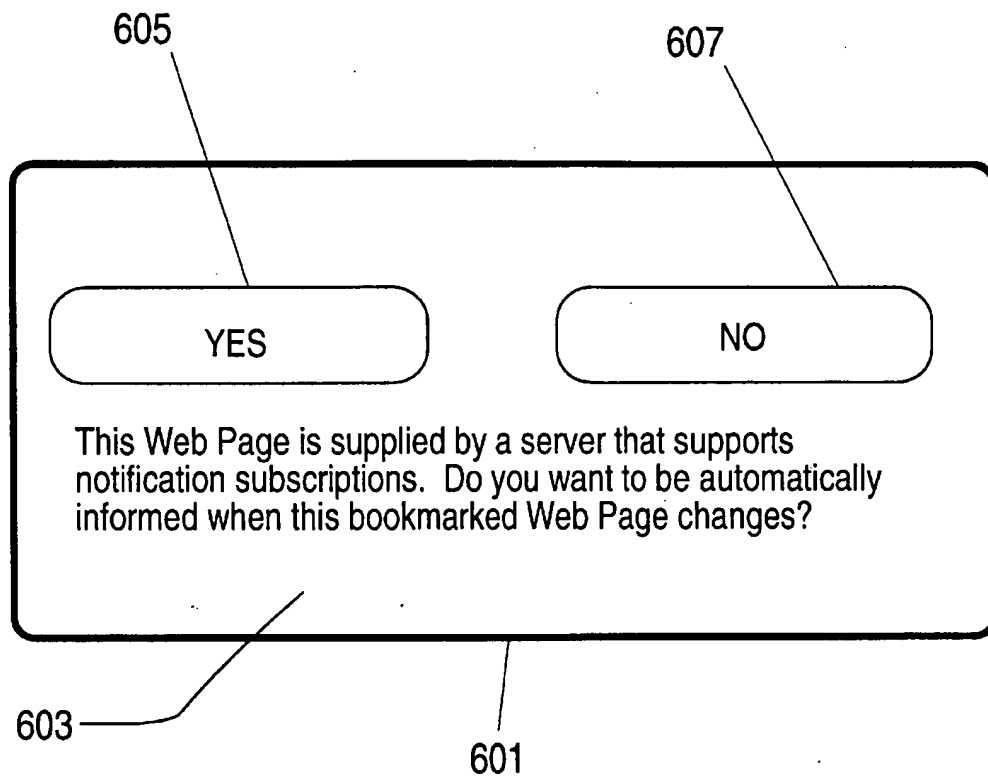 605
607
YES
NO
This Web Page is supplied by a server that supports
notification subscriptions. Do you want to be automatically
informed when this bookmarked Web Page changes?
603
601